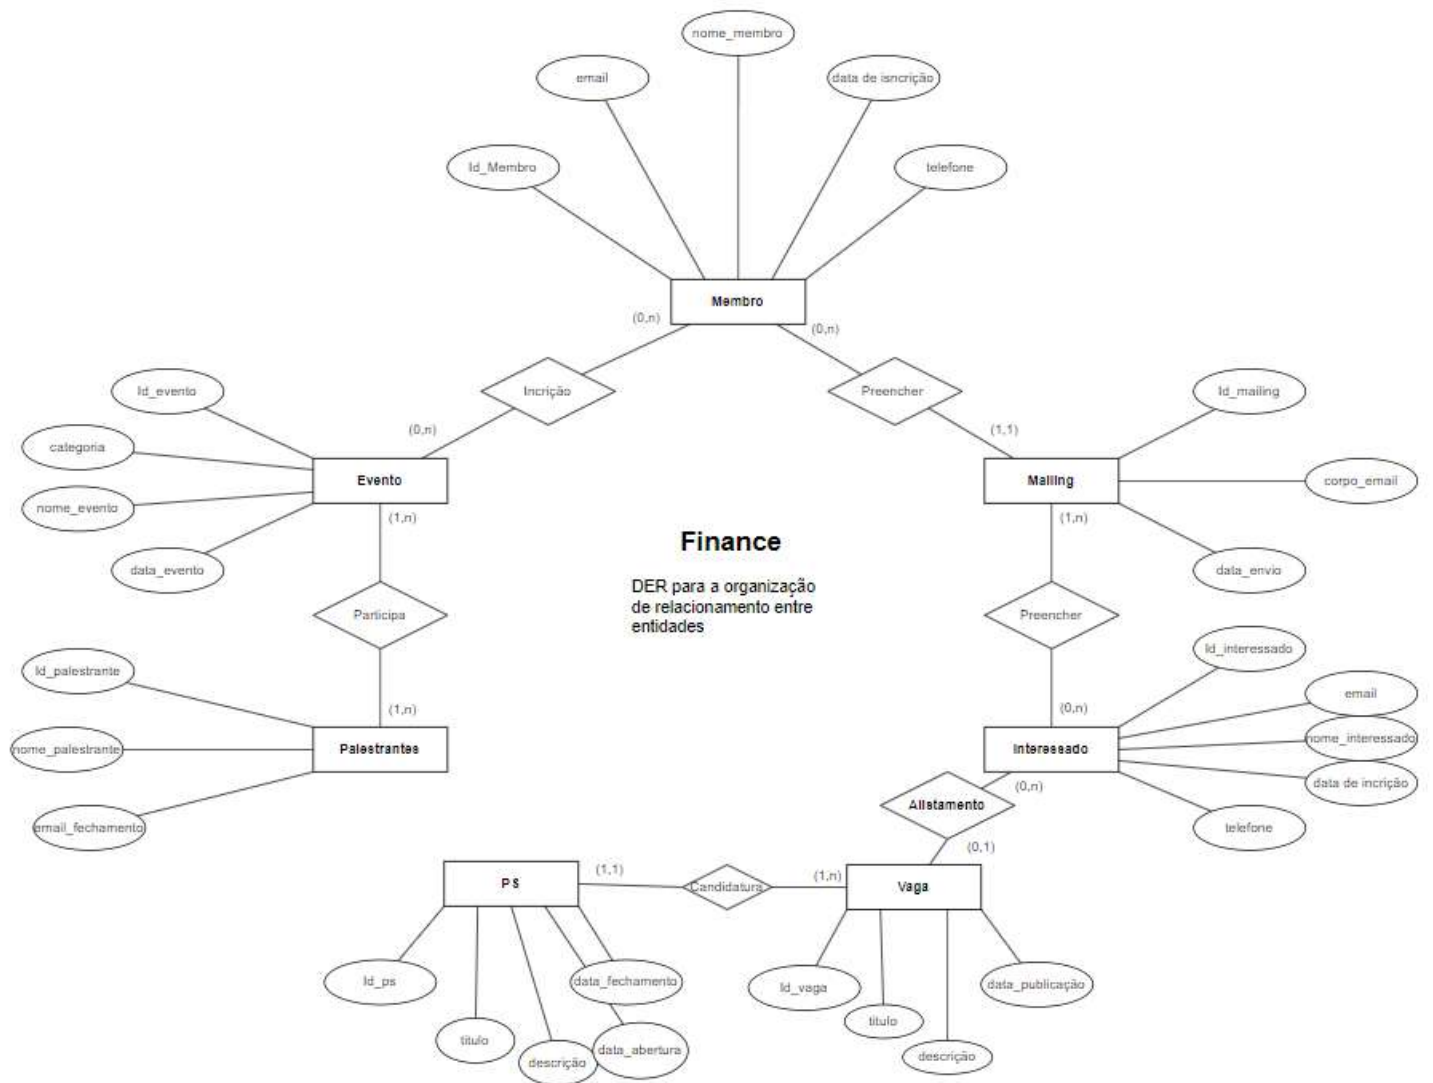 nome_membro
email
data de isncrição
Id_Membro
telefone
Membro
(0,n)
(0,n)
Incrição
Preencher
Id_evento
Id_mailing
(0,n)
(1,1)
categoria
Evento
Mailing
corpo_email
nome_evento
(1,n)
(1,n)
data_evento
data_envio
Finance
DER para a organização
de relacionamento entre
entidades
Participa
Preencher
Id_palestrante
Id_interessado
(1,n)
(0,n)
email
nome_palestrante
Palestrantes
Interessado
nome_interessado
data de incrição
(0,n)
email_fechamento
Alistamento
telefone
(0,1)
(1,1)
(1,n)
PS
Candidatura
Vaga
Id_ps
data_fechamento
Id_vaga
data_publicação
titulo
data_abertura
descrição
titulo
descrição